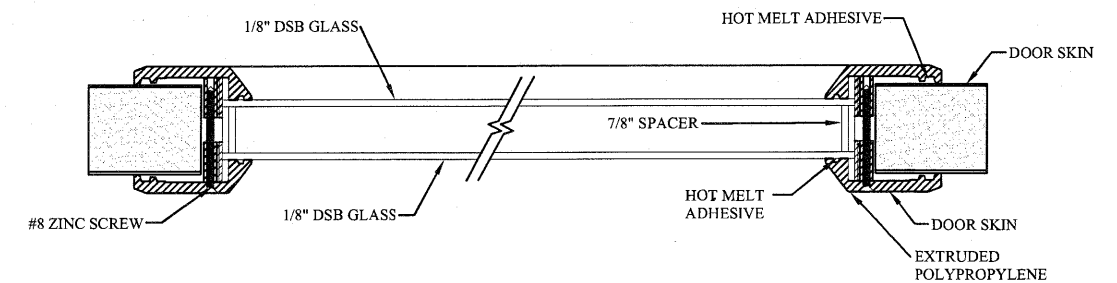 HOT MELT ADHESIVE
1/8" DSB GLASS
DOOR SKIN
7/8" SPACER
HOT MELT
ADHESIVE
1/8" DSB GLASS
#8 ZINC SCREW
DOOR SKIN
EXTRUDED
POLYPROPYLENE